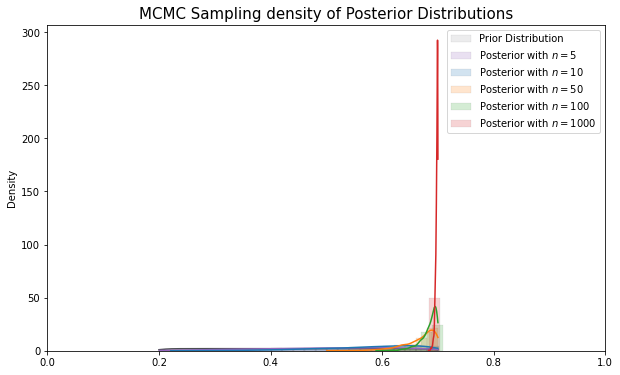 MCMC Sampling density of Posterior Distributions
300
250
200
150
100
50
0
Density
0.0
0.2
0.4
0.6
0.8
1.0
Prior Distribution
Posterior with n = 5
Posterior with n = 10
Posterior with n = 50
Posterior with n = 100
Posterior with n = 1000